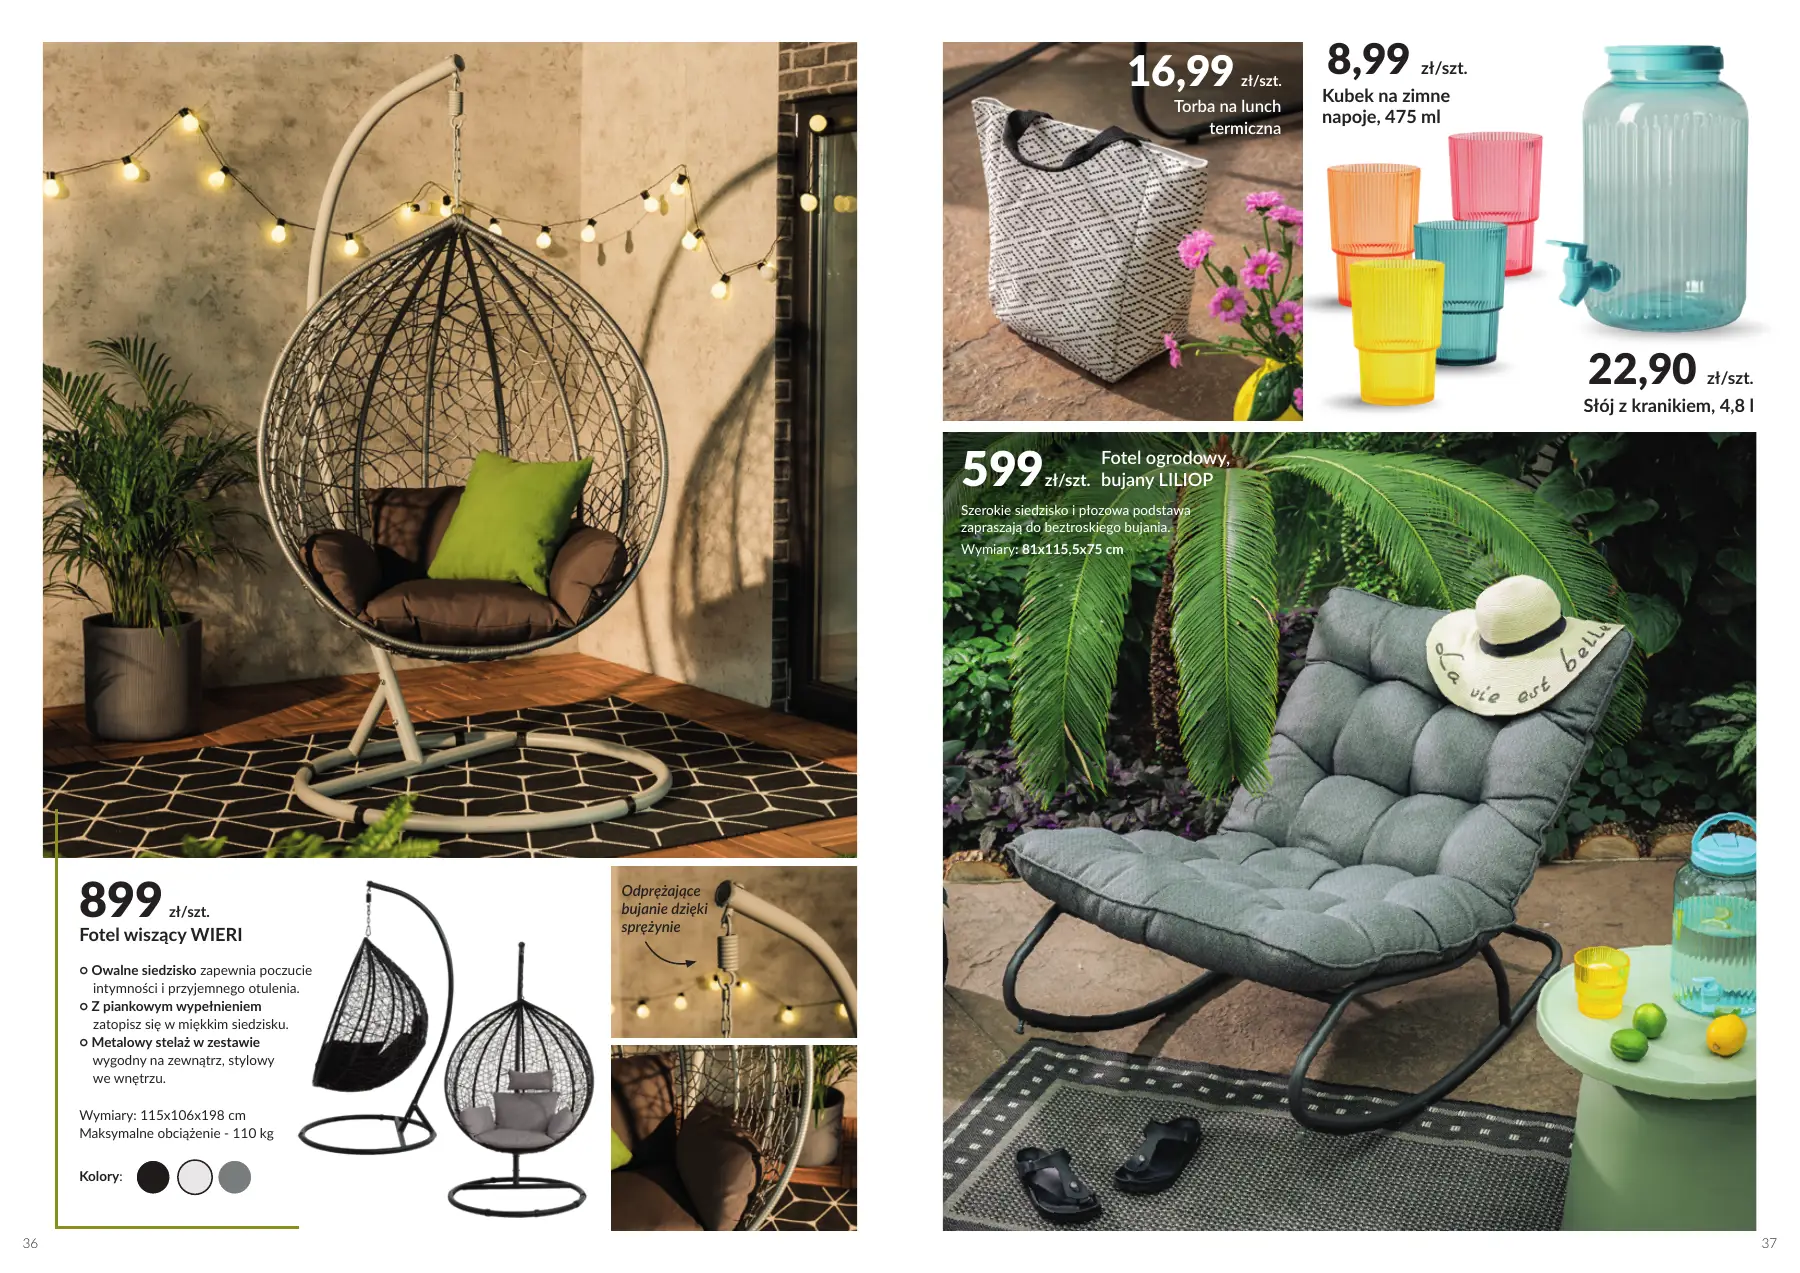 899 zł/szt.
Fotel wiszący WIERI
Owalne siedzisko zapewnia poczucie
intymności i przyjemnego otulenia.
Z piankowym wypełnieniem
zatopisz się w miękkim siedzisku.
Metalowy stelaż w zestawie
wygodny na zewnątrz, stylowy
we wnętrzu.
Wymiary: 115x106x198 cm
Maksymalne obciążenie - 110 kg
Kolory:
Odprężające
bujanie dzięki
sprężynie
36
16,99 zł/szt.
Torba na lunch
termiczna
8,99 zł/szt.
Kubek na zimne
napoje, 475 ml
22,90 zł/szt.
Słój z kranikiem, 4,8 l
599 zł/szt.
Fotel ogrodowy,
bujany LILIOP
Szerokie siedzisko i płozowa podstawa
zapraszają do beztroskiego bujania.
Wymiary: 81x115,5x75 cm
La vie est belle
37